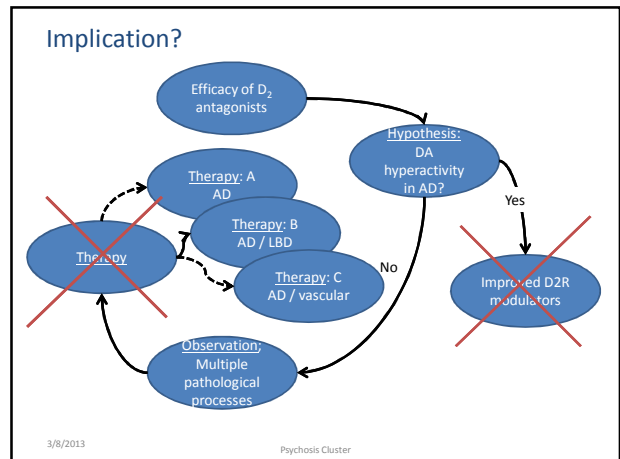 Implication?
Efficacy of D2
antagonists
Hypothesis:
DA
hyperactivity
in AD?
Yes
Improved D2R
modulators
No
Therapy: A
AD
Therapy: B
AD / LBD
Therapy: C
AD / vascular
Therapy
Observation;
Multiple
pathological
processes
3/8/2013
Psychosis Cluster